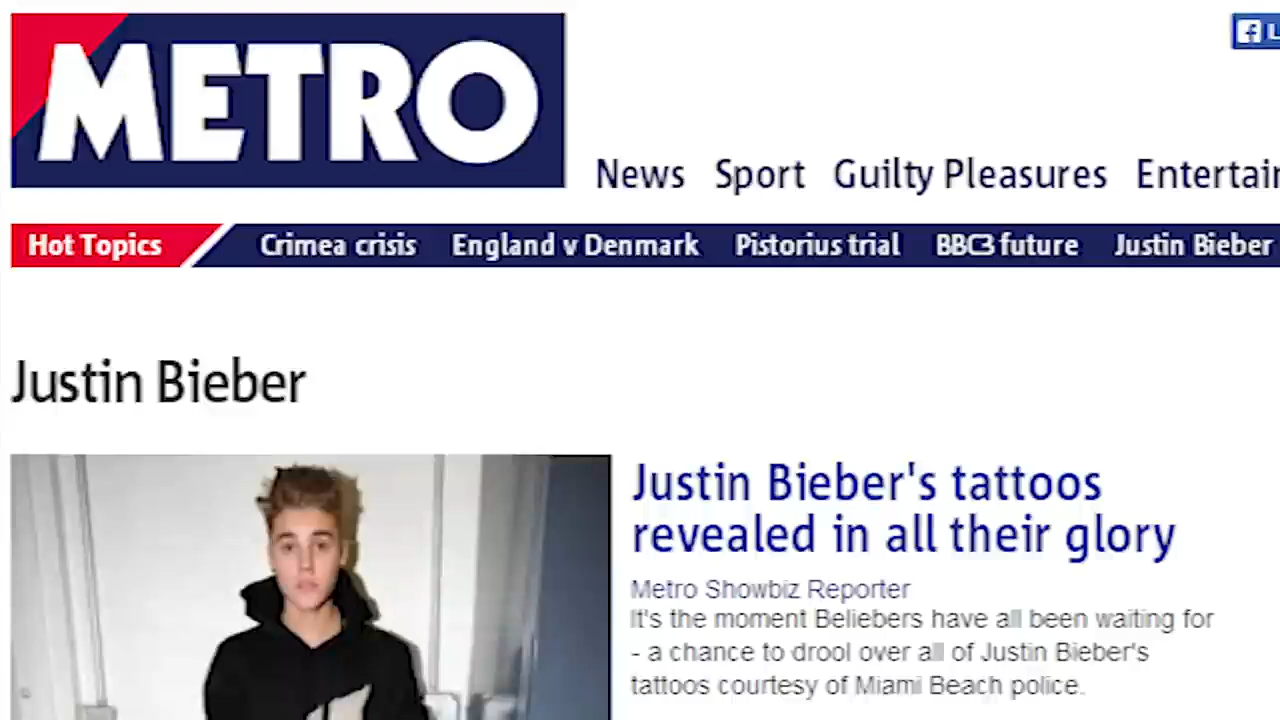 METRO
News Sport Guilty Pleasures
Hot Topics Crimea crisis England v Denmark Pistorius trial BBC3 future Justin Bieber
Justin Bieber
Justin Bieber's tattoos
revealed in all their glory
Metro Showbiz Reporter
It's the moment Beliebers have all been waiting for
- a chance to drool over all of Justin Bieber's
tattoos courtesy of Miami Beach police.